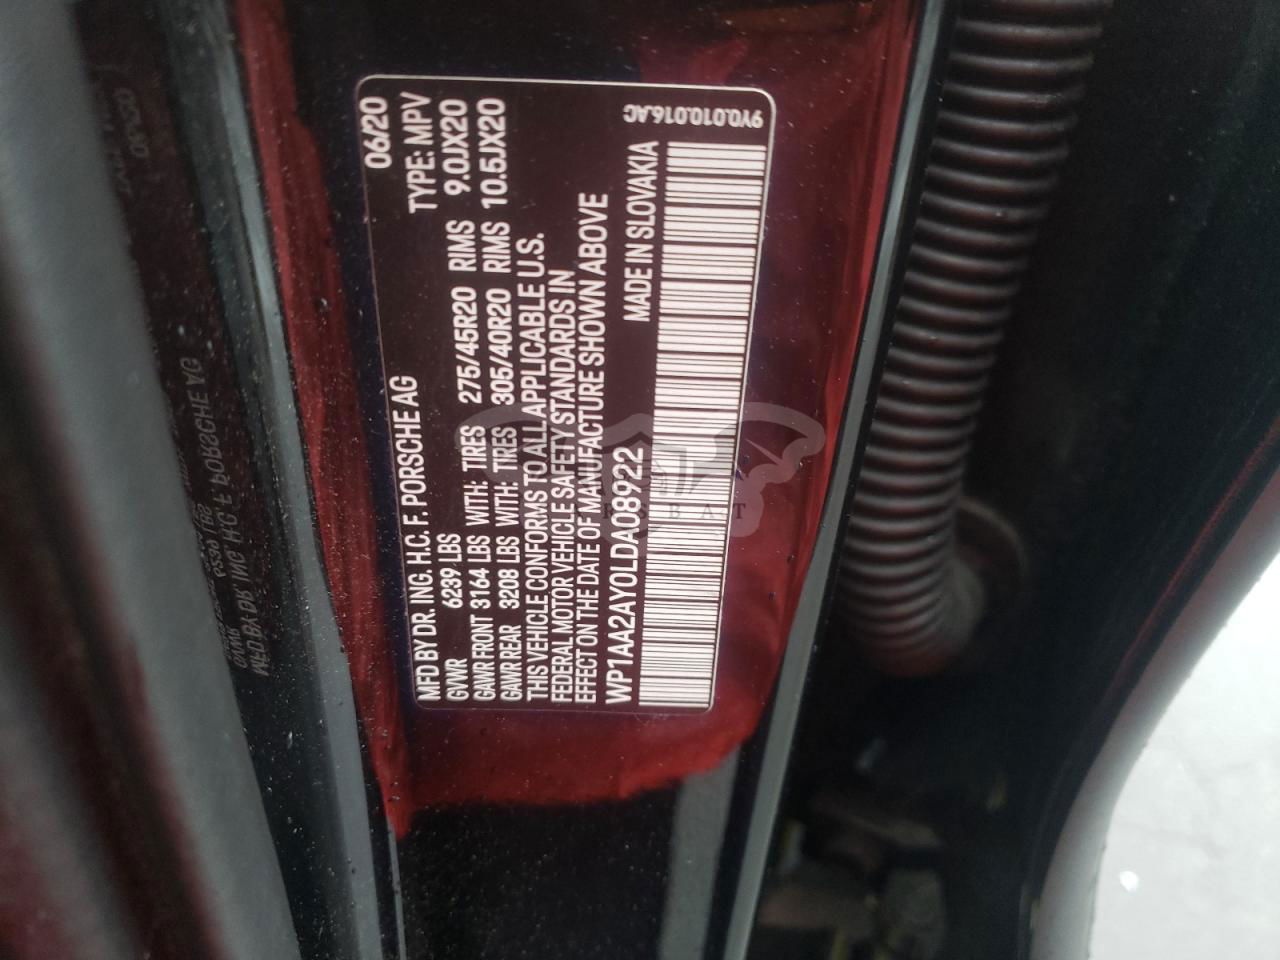 06/20
MFD BY DR. ING. H.C. F. PORSCHE AG TYPE: MPV
GVWR 6239 LBS
GAWR FRONT 3164 LBS WITH: TIRES 275/45R20 RIMS 9.0JX20
GAWR REAR 3208 LBS WITH: TIRES 305/40R20 RIMS 10.5JX20
THIS VEHICLE CONFORMS TO ALL APPLICABLE U.S.
FEDERAL MOTOR VEHICLE SAFETY STANDARDS IN
EFFECT ON THE DATE OF MANUFACTURE SHOWN ABOVE
WP1AA2AY0LDA08922 MADE IN SLOVAKIA
9Y0.010.016.AC